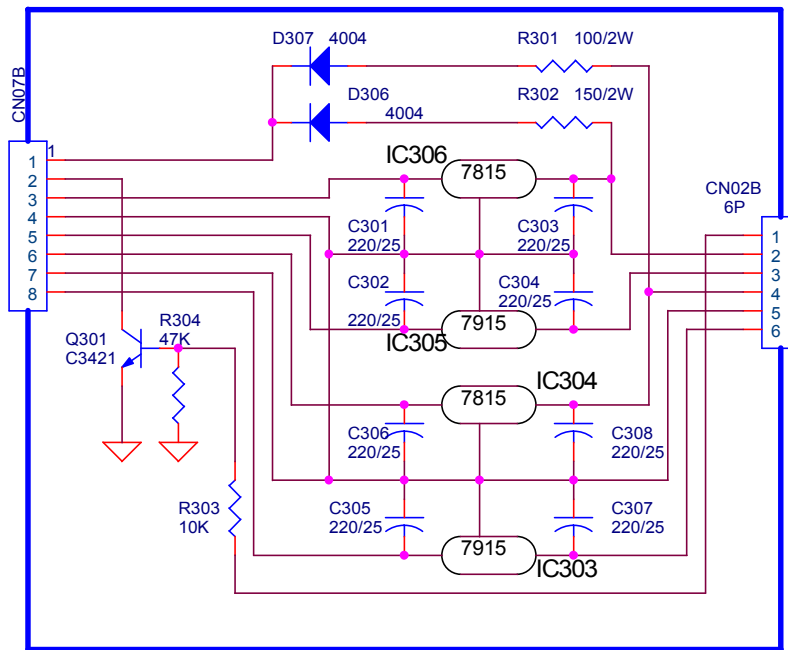 D307 4004
R301 100/2W
CN07B
D306
4004
R302 150/2W
1
1
2
3
4
5
6
7
8
IC306
7815
CN02B
6P
1
2
3
4
5
6
C301
220/25
C303
220/25
C302
220/25
C304
220/25
7915
IC305
Q301
C3421
R304
47K
IC304
7815
C306
220/25
C308
220/25
R303
10K
C305
220/25
C307
220/25
7915
IC303